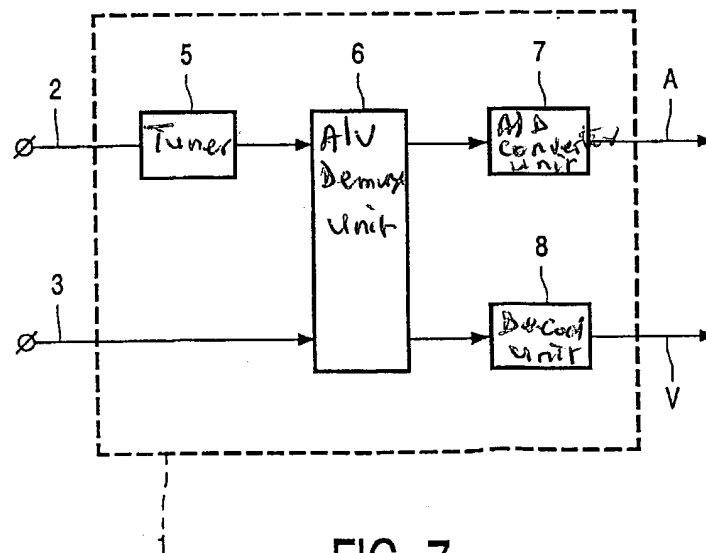 5
6
7
2
A
Tuner
A/V
Demux
unit
A/D
converter
unit
3
8
Decod
unit
V
1
FIG. 7